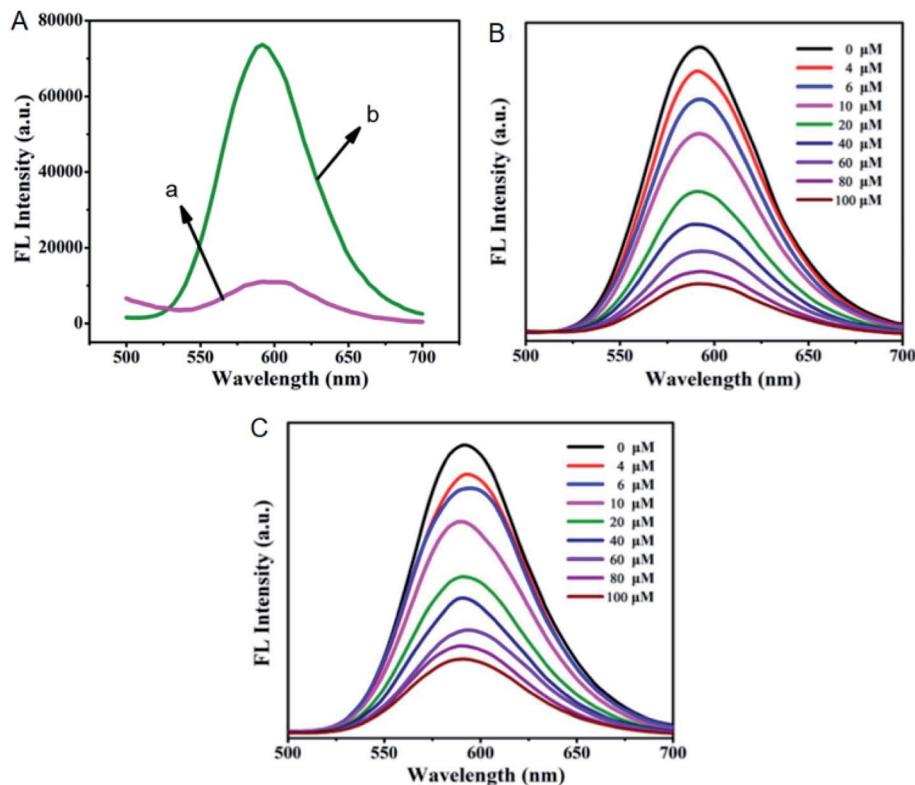 A
80000
60000
40000
20000
0
FL Intensity (a.u.)
a
b
500 550 600 650 700
Wavelength (nm)
B
FL Intensity (a.u.)
0 μM
4 μM
6 μM
10 μM
20 μM
40 μM
60 μM
80 μM
100 μM
500 550 600 650 700
Wavelength (nm)
C
FL Intensity (a.u.)
0 μM
4 μM
6 μM
10 μM
20 μM
40 μM
60 μM
80 μM
100 μM
500 550 600 650 700
Wavelength (nm)